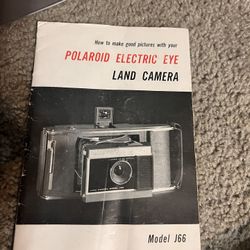 How to make good pictures with your
POLAROID ELECTRIC EYE
LAND CAMERA
Model J66